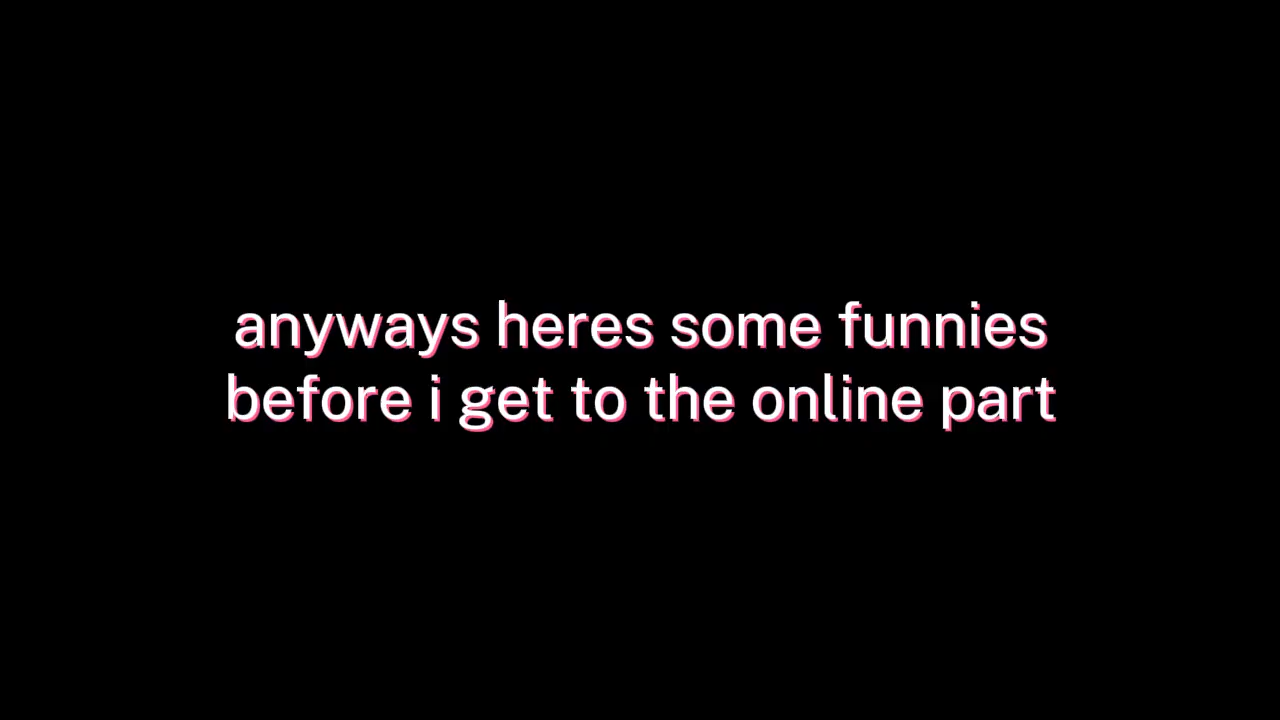 anyways heres some funnies
before i get to the online part